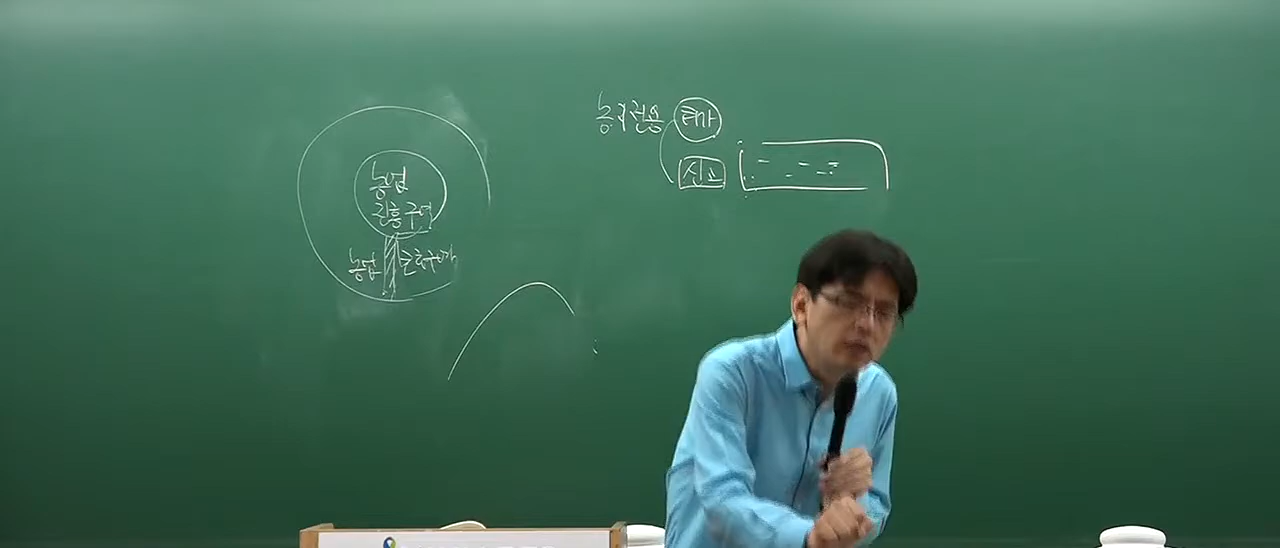 농지전용 허가
신고
농업
진흥구역
농업 보호구역